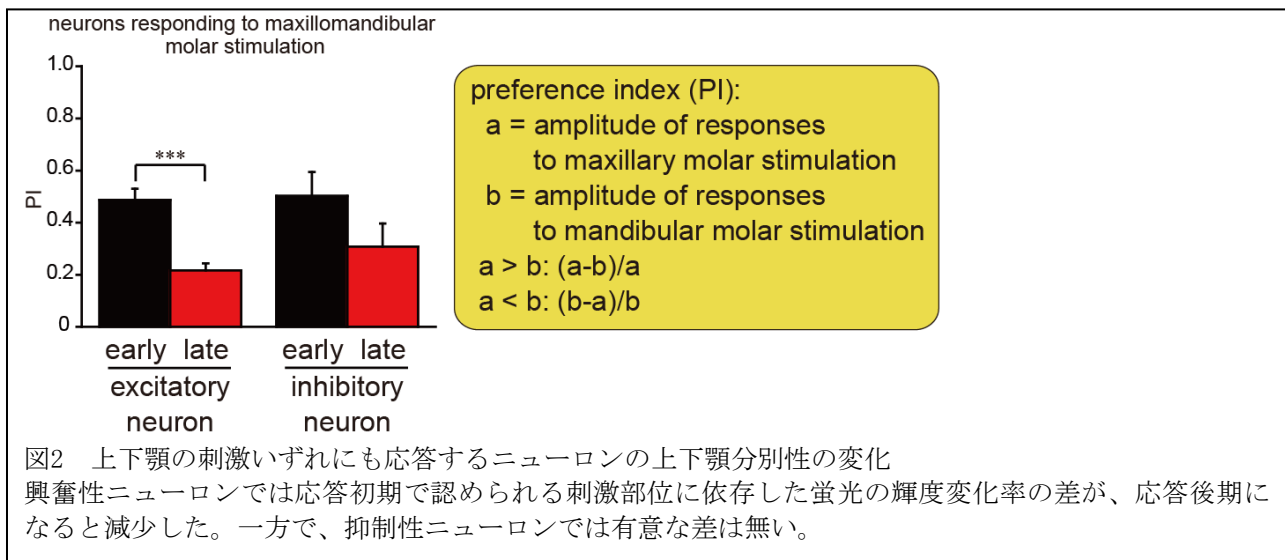 neurons responding to maxillomandibular
molar stimulation
1.0
0.8
0.6
0.4
0.2
0
PI
***
early late
excitatory
neuron
early late
inhibitory
neuron
preference index (PI):
a = amplitude of responses
to maxillary molar stimulation
b = amplitude of responses
to mandibular molar stimulation
a > b: (a-b)/a
a < b: (b-a)/b
図2 上下顎の刺激いずれにも応答するニューロンの上下顎分別性の変化
興奮性ニューロンでは応答初期で認められる刺激部位に依存した蛍光の輝度変化率の差が、応答後期に
なると減少した。一方で、抑制性ニューロンでは有意な差は無い。